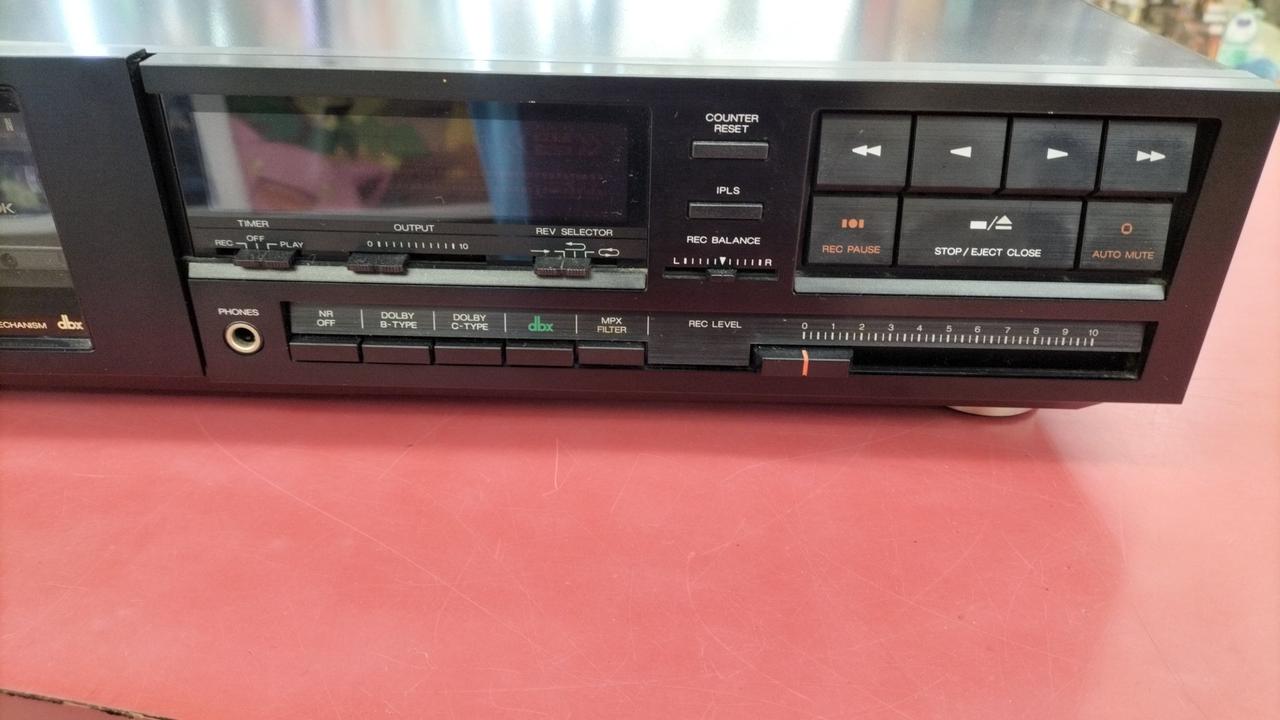 COUNTER
RESET
IPLS
REC BALANCE
L R
TIMER
REC OFF PLAY
OUTPUT
0 10
REV SELECTOR
REC PAUSE
STOP / EJECT CLOSE
AUTO MUTE
dbx
PHONES
NR
OFF
DOLBY
B-TYPE
DOLBY
C-TYPE
dbx
MPX
FILTER
REC LEVEL
0 1 2 3 4 5 6 7 8 9 10